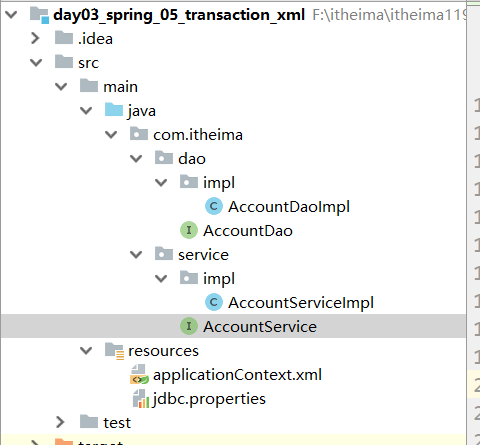 day03_spring_05_transaction_xml F:\itheima\itheima119
.idea
src
main
java
com.itheima
dao
impl
AccountDaoImpl
AccountDao
service
impl
AccountServiceImpl
AccountService
resources
applicationContext.xml
jdbc.properties
test